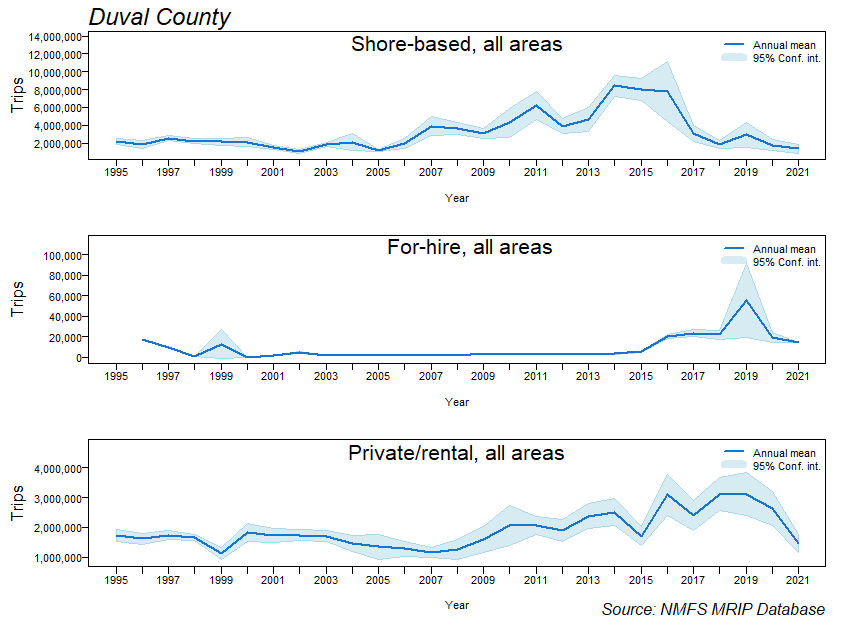 Duval County
Shore-based, all areas
Annual mean
95% Conf. int.
Trips
14,000,000
12,000,000
10,000,000
8,000,000
6,000,000
4,000,000
2,000,000
1995 1997 1999 2001 2003 2005 2007 2009 2011 2013 2015 2017 2019 2021
Year
For-hire, all areas
Annual mean
95% Conf. int.
Trips
100,000
80,000
60,000
40,000
20,000
0
1995 1997 1999 2001 2003 2005 2007 2009 2011 2013 2015 2017 2019 2021
Year
Private/rental, all areas
Annual mean
95% Conf. int.
Trips
4,000,000
3,000,000
2,000,000
1,000,000
1995 1997 1999 2001 2003 2005 2007 2009 2011 2013 2015 2017 2019 2021
Year
Source: NMFS MRIP Database